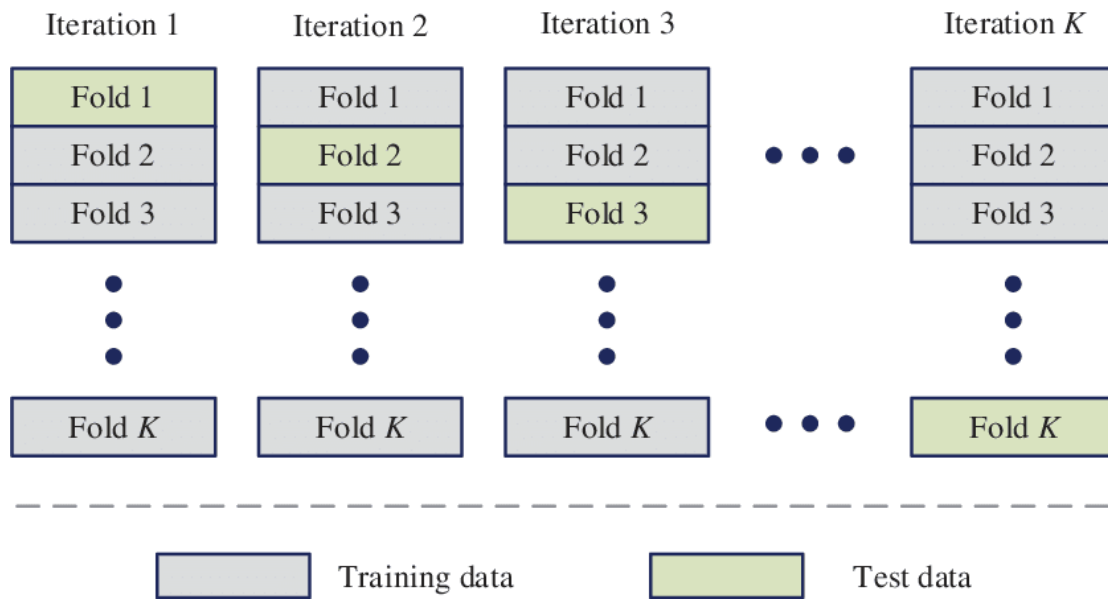 Iteration 1 Iteration 2 Iteration 3 Iteration K
Fold 1 Fold 1 Fold 1 Fold 1
Fold 2 Fold 2 Fold 2 Fold 2
Fold 3 Fold 3 Fold 3 Fold 3
Fold K Fold K Fold K Fold K
Training data Test data